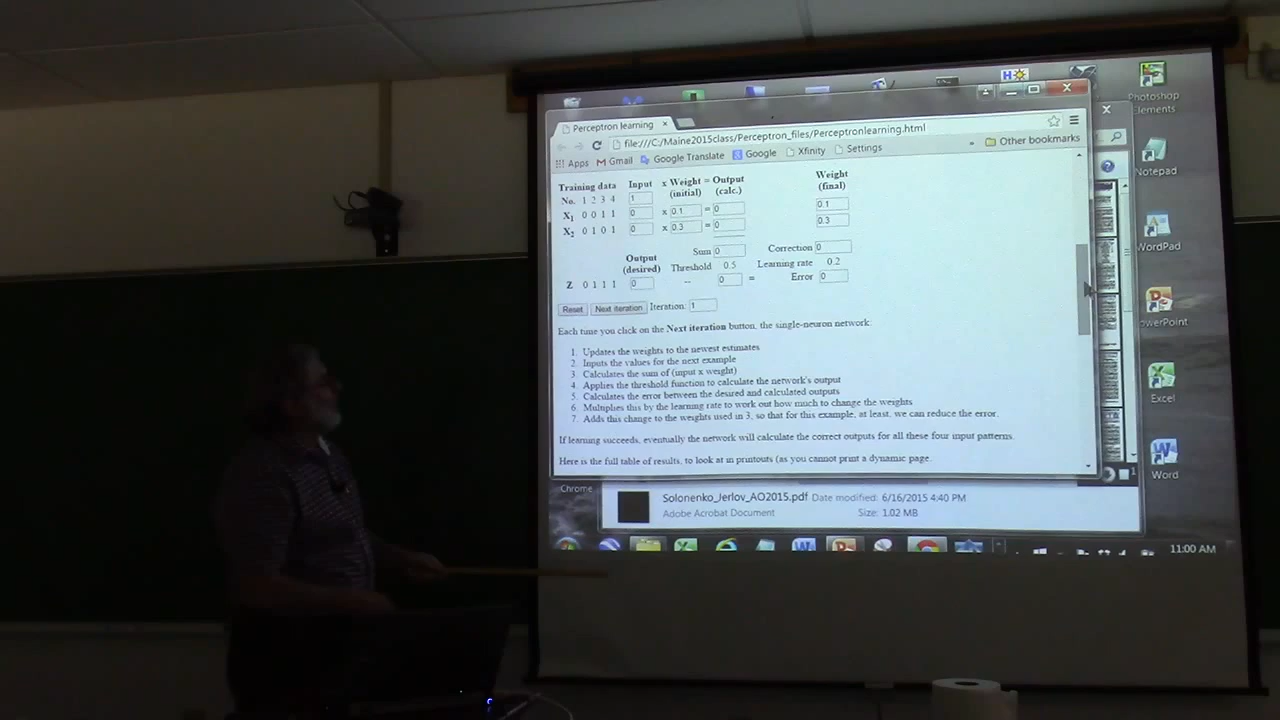 Photoshop
Elements
Perceptron learning
file:///C:/Maine2015class/Perceptron_files/Perceptronlearning.html
Apps Gmail Google Translate Google Xfinity Settings » Other bookmarks
Notepad
WordPad
PowerPoint
Excel
Word
Training data Input x Weight = Output Weight
(initial) (calc.) (final)
No. 1 2 3 4 1
X1 0 0 1 1 0 x 0.1 = 0 0.1
X2 0 1 0 1 0 x 0.3 = 0 0.3
Sum 0 Correction 0
Output
(desired) Threshold 0.5 Learning rate 0.2
Z 0 1 1 1 0 -- 0 = Error 0
Reset Next iteration Iteration: 1
Each time you click on the Next iteration button, the single-neuron network:
1. Updates the weights to the newest estimates
2. Inputs the values for the next example
3. Calculates the sum of (input x weight)
4. Applies the threshold function to calculate the network's output
5. Calculates the error between the desired and calculated outputs
6. Multiplies this by the learning rate to work out how much to change the weights
7. Adds this change to the weights used in 3, so that for this example, at least, we can reduce the error.
If learning succeeds, eventually the network will calculate the correct outputs for all these four input patterns.
Here is the full table of results, to look at in printouts (as you cannot print a dynamic page.
Chrome
Solonenko_Jerlov_AO2015.pdf Date modified: 6/16/2015 4:40 PM
Adobe Acrobat Document Size: 1.02 MB
11:00 AM